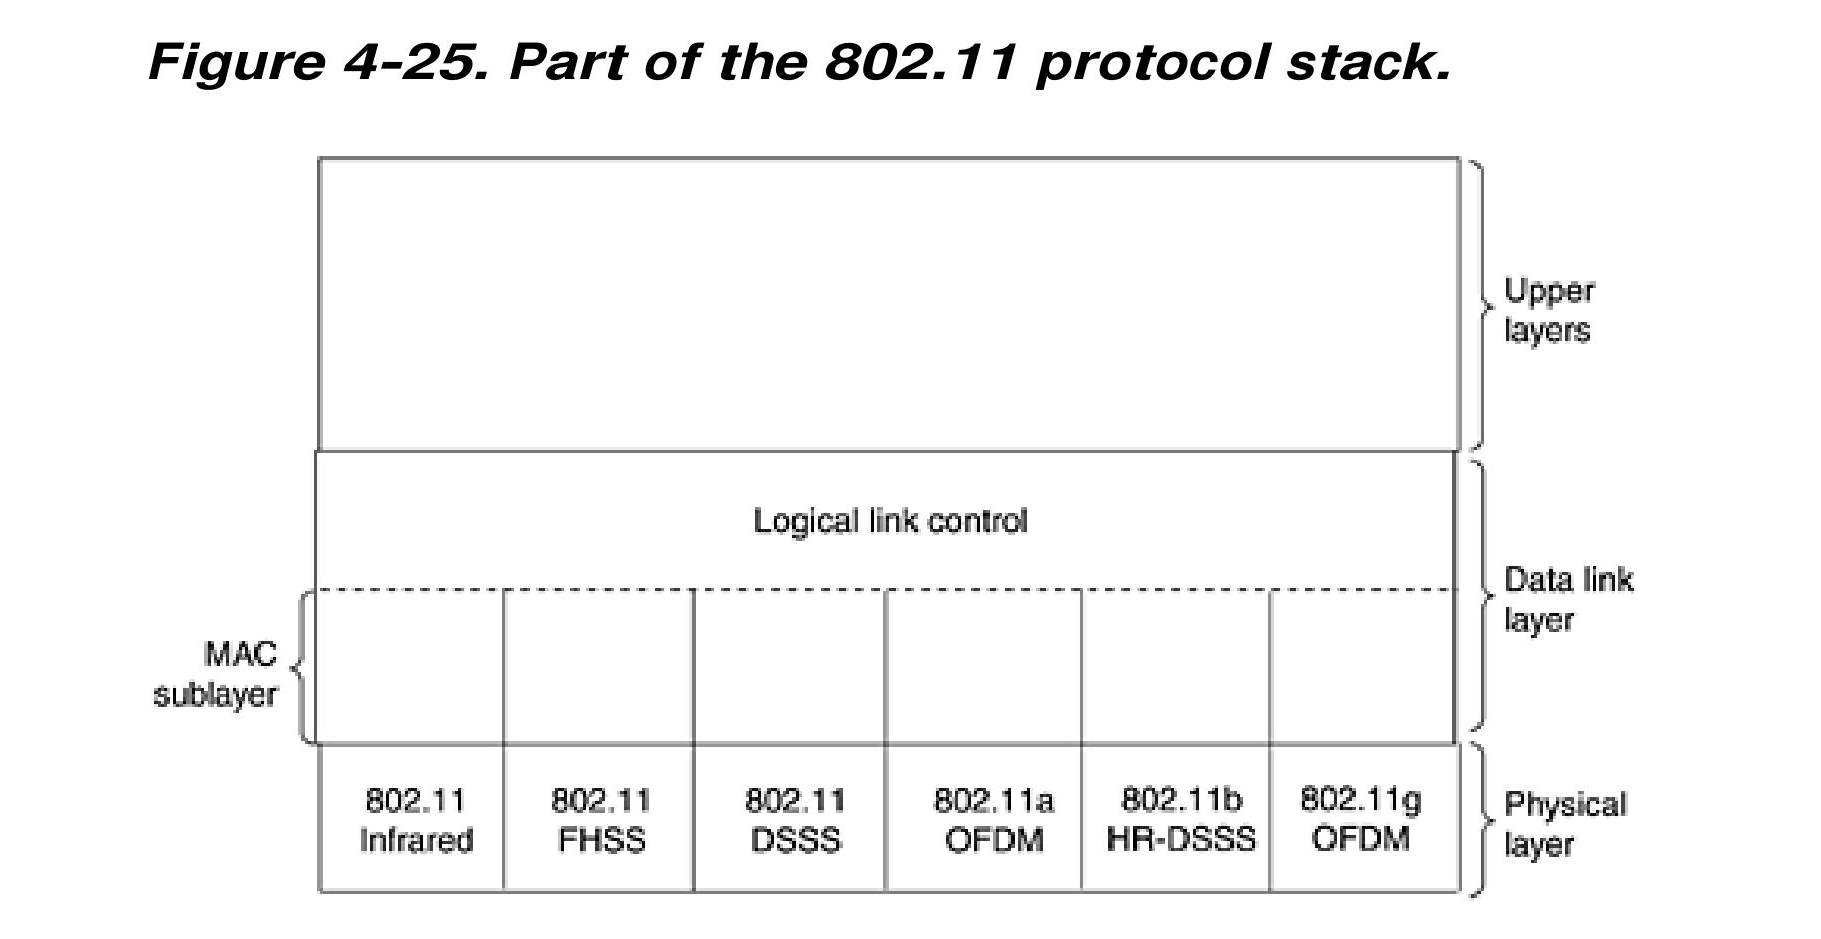 Figure 4-25. Part of the 802.11 protocol stack.
Upper
layers
Logical link control
Data link
layer
MAC
sublayer
802.11
Infrared
802.11
FHSS
802.11
DSSS
802.11a
OFDM
802.11b
HR-DSSS
802.11g
OFDM
Physical
layer